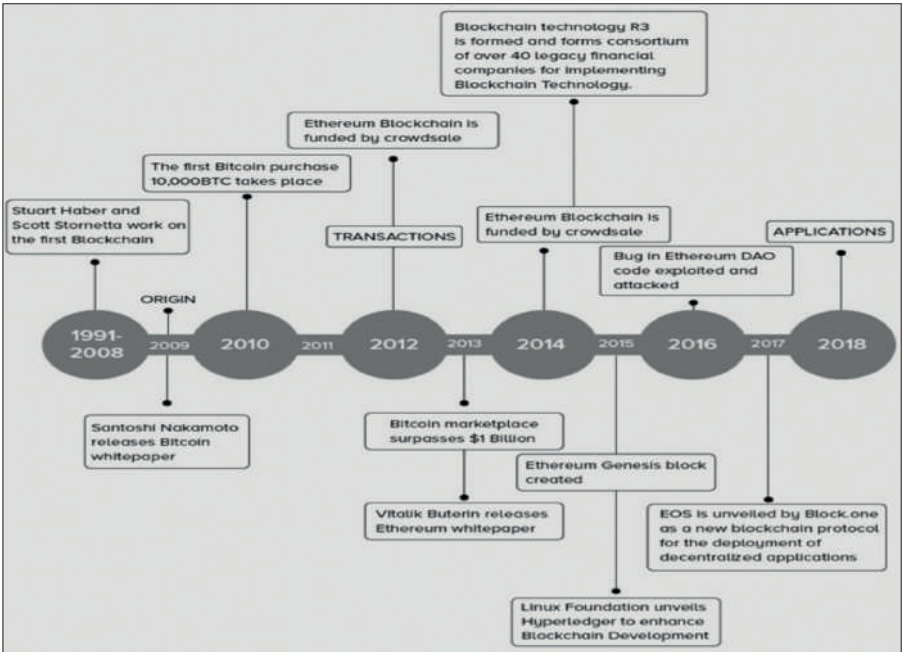 Blockchain technology R3
is formed and forms consortium
of over 40 legacy financial
companies for implementing
Blockchain Technology.
Ethereum Blockchain is
funded by crowdsale
The first Bitcoin purchase
10,000BTC takes place
Stuart Haber and
Scott Stornetta work on
the first Blockchain
TRANSACTIONS
Ethereum Blockchain is
funded by crowdsale
APPLICATIONS
Bug in Ethereum DAO
code exploited and
attacked
ORIGIN
1991-
2008
2009
2010
2011
2012
2013
2014
2015
2016
2017
2018
Santoshi Nakamoto
releases Bitcoin
whitepaper
Bitcoin marketplace
surpasses $1 Billion
Ethereum Genesis block
created
Vitalik Buterin releases
Ethereum whitepaper
EOS is unveiled by Block.one
as a new blockchain protocol
for the deployment of
decentralized applications
Linux Foundation unveils
Hyperledger to enhance
Blockchain Development